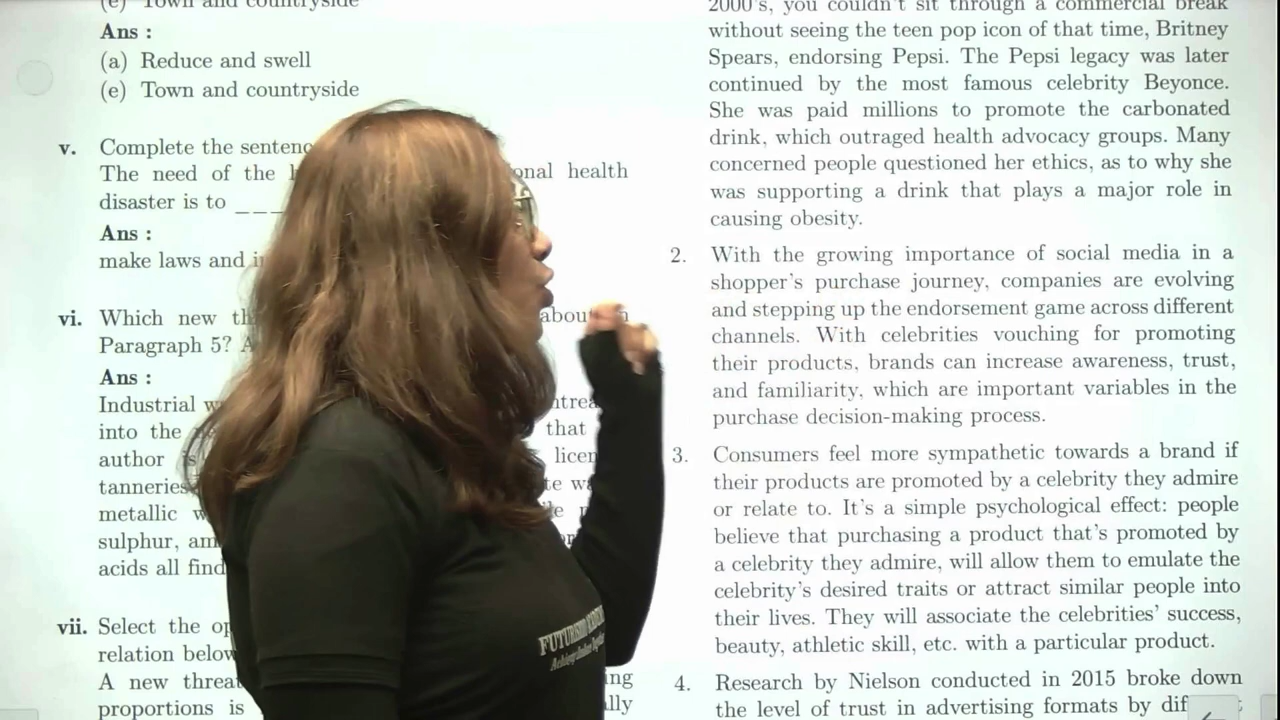 (e) Town and countryside
Ans :
(a) Reduce and swell
(e) Town and countryside
v. Complete the
The need of the health
disaster is to ___
Ans :
make laws and
vi. Which new
Paragraph 5?
Ans :
Industrial
into the that
author is
tanneries
metallic
sulphur,
acids all
vii. Select the
relation below
A new
proportions is
2000's, you couldn't sit through a commercial break
without seeing the teen pop icon of that time, Britney
Spears, endorsing Pepsi. The Pepsi legacy was later
continued by the most famous celebrity Beyonce.
She was paid millions to promote the carbonated
drink, which outraged health advocacy groups. Many
concerned people questioned her ethics, as to why she
was supporting a drink that plays a major role in
causing obesity.
2. With the growing importance of social media in a
shopper's purchase journey, companies are evolving
and stepping up the endorsement game across different
channels. With celebrities vouching for promoting
their products, brands can increase awareness, trust,
and familiarity, which are important variables in the
purchase decision-making process.
3. Consumers feel more sympathetic towards a brand if
their products are promoted by a celebrity they admire
or relate to. It's a simple psychological effect: people
believe that purchasing a product that's promoted by
a celebrity they admire, will allow them to emulate the
celebrity's desired traits or attract similar people into
their lives. They will associate the celebrities' success,
beauty, athletic skill, etc. with a particular product.
4. Research by Nielson conducted in 2015 broke down
the level of trust in advertising formats by